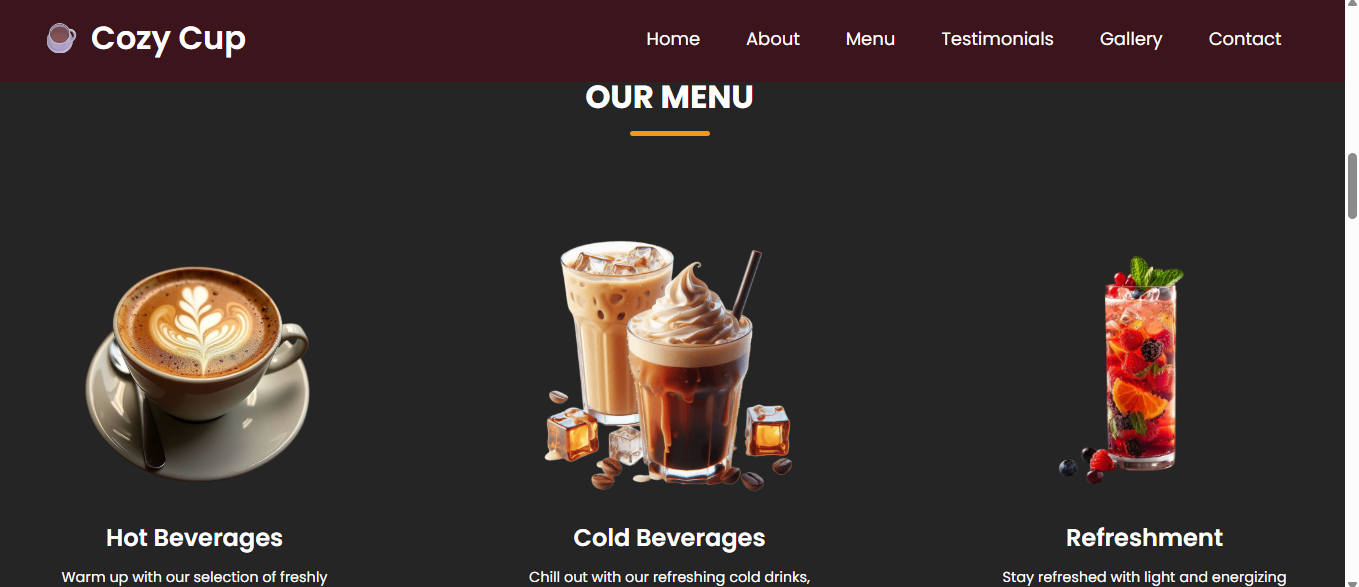 Cozy Cup
Home About Menu Testimonials Gallery Contact
OUR MENU
Hot Beverages
Warm up with our selection of freshly
Cold Beverages
Chill out with our refreshing cold drinks,
Refreshment
Stay refreshed with light and energizing